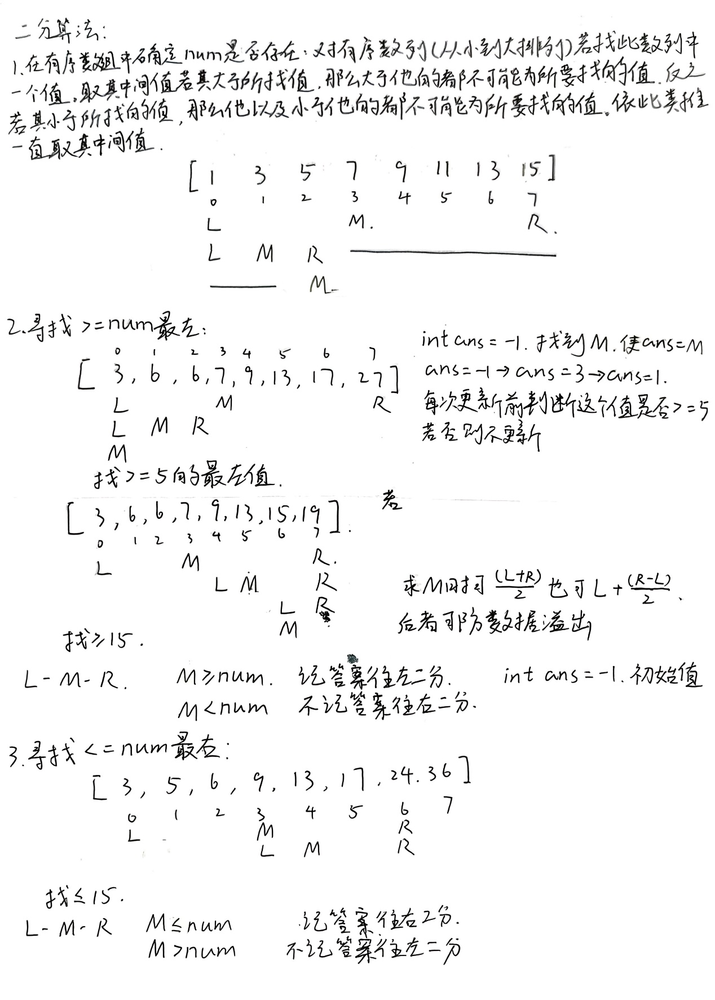 二分算法:
1.在有序数组中确定num是否存在:对有序数列(从小到大排列)若找此数列中
一个值,取其中间值若其大于所找值,那么大于他的都不可能为所要找的值.反之
若其小于所找的值,那么他以及小于他的都不可能为所要找的值。依此类推
一直取其中间值.
[ 1 3 5 7 9 11 13 15 ]
0 1 2 3 4 5 6 7
L M. R.
L M R
M
2.寻找 >=num最左:
0 1 2 3 4 5 6 7
[ 3, 6, 6, 7, 9, 13, 17, 27 ]
L M R
L M R
M
int ans = -1. 找到M.使ans=M
ans=-1→ans=3→ans=1.
每次更新前判断这个值是否>=5
若否则不更新
找>=5的最左值.
若
[ 3, 6, 6, 7, 9, 13, 15, 19 ].
0 1 2 3 4 5 6 7
L M R.
L M R
L R
M
求M时可 (L+R)/2 也可 L + (R-L)/2 、
后者可防数据溢出
找≥15.
L - M - R. M≥num. 记答案往左二分. int ans = -1. 初始值
M<num 不记答案往右二分.
3.寻找 <=num最右:
[ 3, 5, 6, 9, 13, 17, 24. 36 ]
0 1 2 3 4 5 6 7
L M R
L M R
找≤15.
L - M - R M≤num 记答案往右2分.
M>num 不记答案往左二分